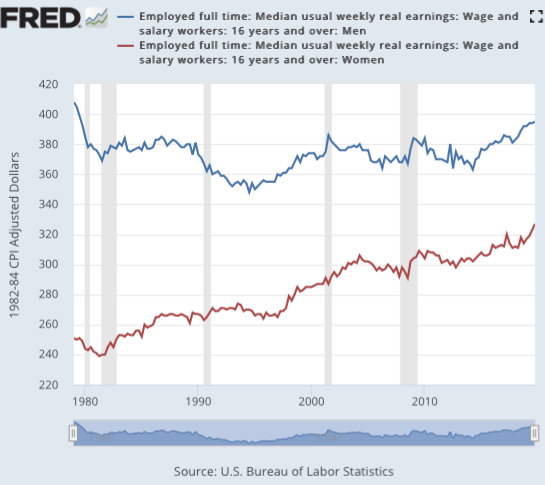 FRED
Employed full time: Median usual weekly real earnings: Wage and
salary workers: 16 years and over: Men
Employed full time: Median usual weekly real earnings: Wage and
salary workers: 16 years and over: Women
1982-84 CPI Adjusted Dollars
420
400
380
360
340
320
300
280
260
240
220
1980
1990
2000
2010
Source: U.S. Bureau of Labor Statistics